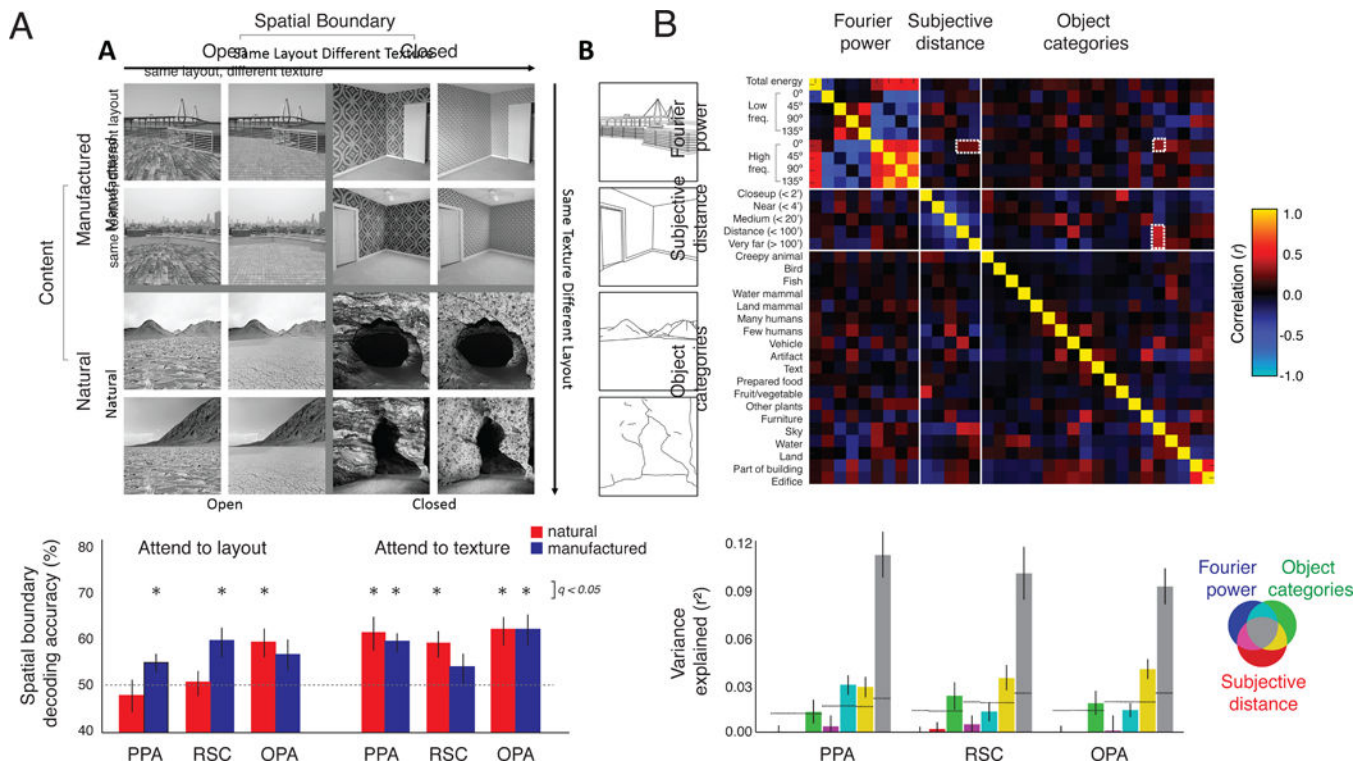 A
Spatial Boundary
Open
Closed
A
Same Layout Different Texture
same layout, different texture
Content
Manufactured
Manufactured
same texture, different layout
Natural
Natural
Same Texture Different Layout
Open
Closed
B
B
Fourier power
Subjective distance
Object categories
Fourier power
Subjective distance
Object categories
Total energy
Low freq.
0°
45°
90°
135°
High freq.
0°
45°
90°
135°
Closeup (< 2')
Near (< 4')
Medium (< 20')
Distance (< 100')
Very far (> 100')
Creepy animal
Bird
Fish
Water mammal
Land mammal
Many humans
Few humans
Vehicle
Artifact
Text
Prepared food
Fruit/vegetable
Other plants
Furniture
Sky
Water
Land
Part of building
Edifice
1.0
0.5
0.0
-0.5
-1.0
Correlation (r)
Spatial boundary
decoding accuracy (%)
80
70
60
50
40
Attend to layout
Attend to texture
natural
manufactured
q < 0.05
* * * * * * * *
PPA RSC OPA PPA RSC OPA
Variance
explained (r²)
0.12
0.09
0.06
0.03
0.00
PPA RSC OPA
Fourier
power
Object
categories
Subjective
distance